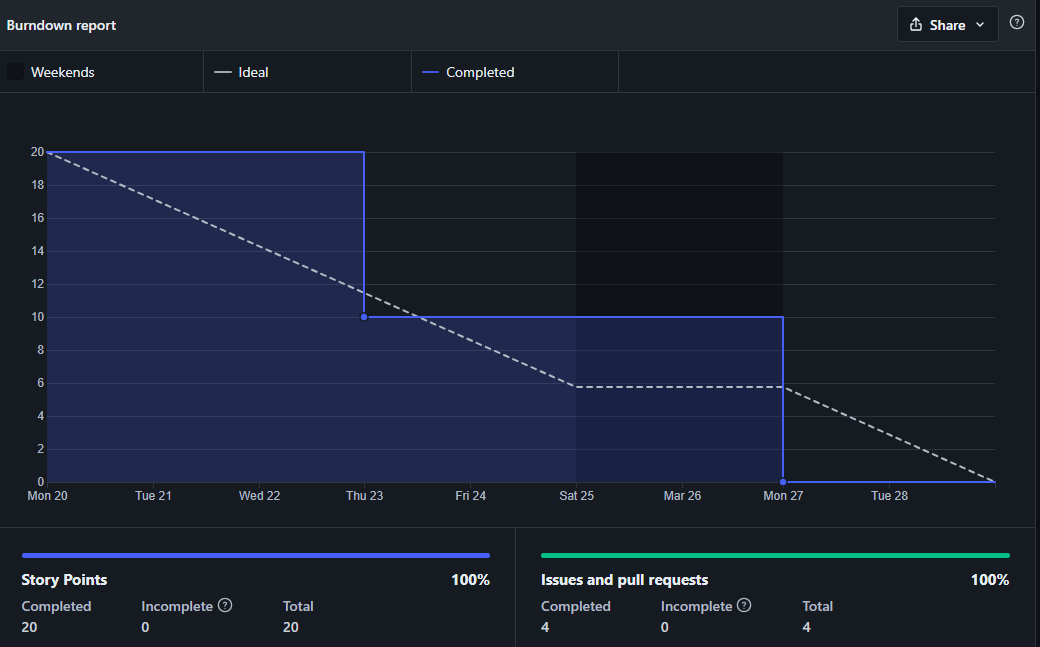 Burndown report
Share
Weekends
Ideal
Completed
20
18
16
14
12
10
8
6
4
2
0
Mon 20 Tue 21 Wed 22 Thu 23 Fri 24 Sat 25 Mar 26 Mon 27 Tue 28
Story Points 100%
Completed Incomplete ? Total
20 0 20
Issues and pull requests 100%
Completed Incomplete ? Total
4 0 4